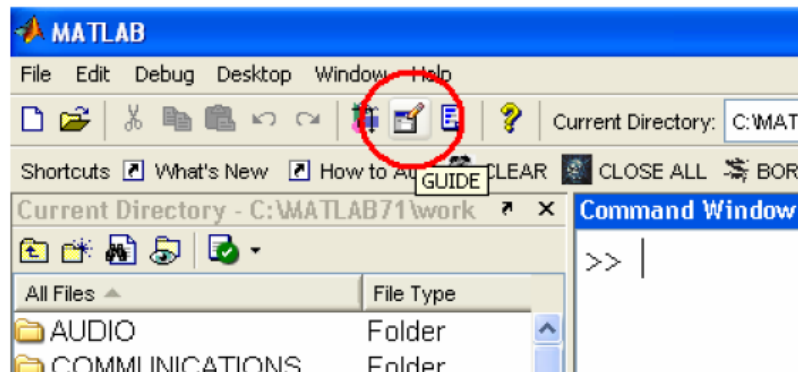 MATLAB
File Edit Debug Desktop Window Help
Current Directory: C:\MAT
Shortcuts What's New How to CLEAR CLOSE ALL BOR
GUIDE
Current Directory - C:\MATLAB71\work
Command Window
>>
All Files File Type
AUDIO Folder
COMMUNICATIONS Folder